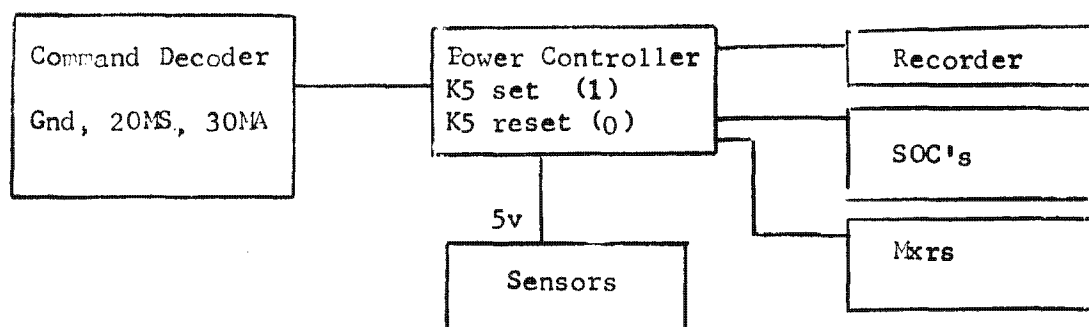 Command Decoder
Gnd, 20MS., 30MA
Power Controller
K5 set (1)
K5 reset (0)
Recorder
SOC's
Mxrs
5v
Sensors